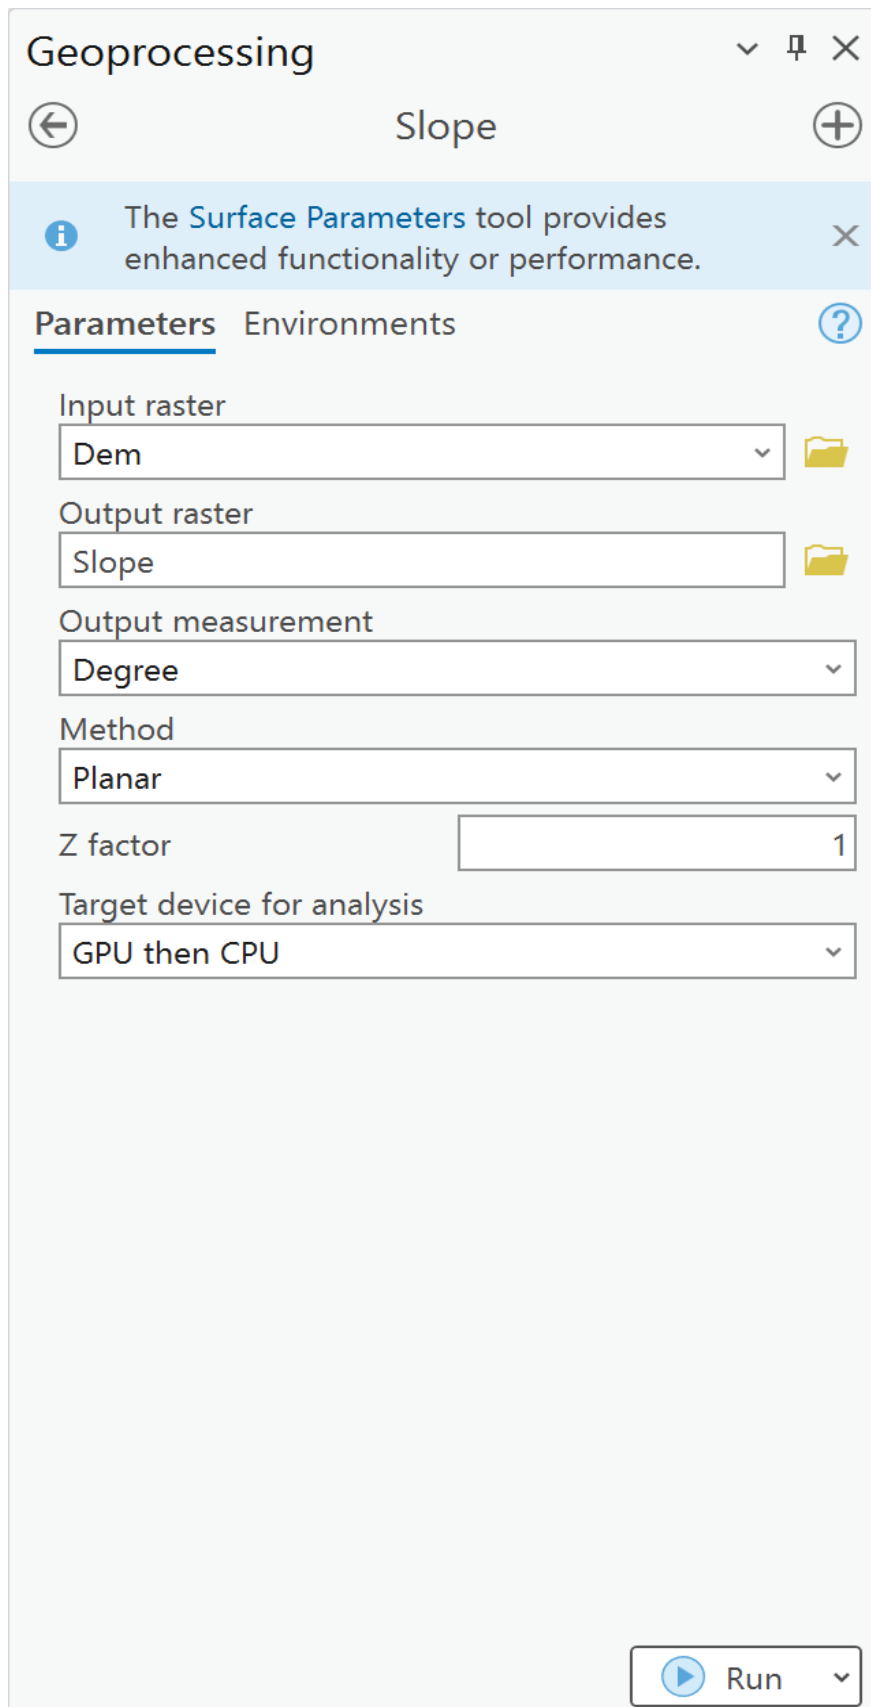 Geoprocessing
Slope
The Surface Parameters tool provides
enhanced functionality or performance.
Parameters Environments
Input raster
Dem
Output raster
Slope
Output measurement
Degree
Method
Planar
Z factor 1
Target device for analysis
GPU then CPU
Run